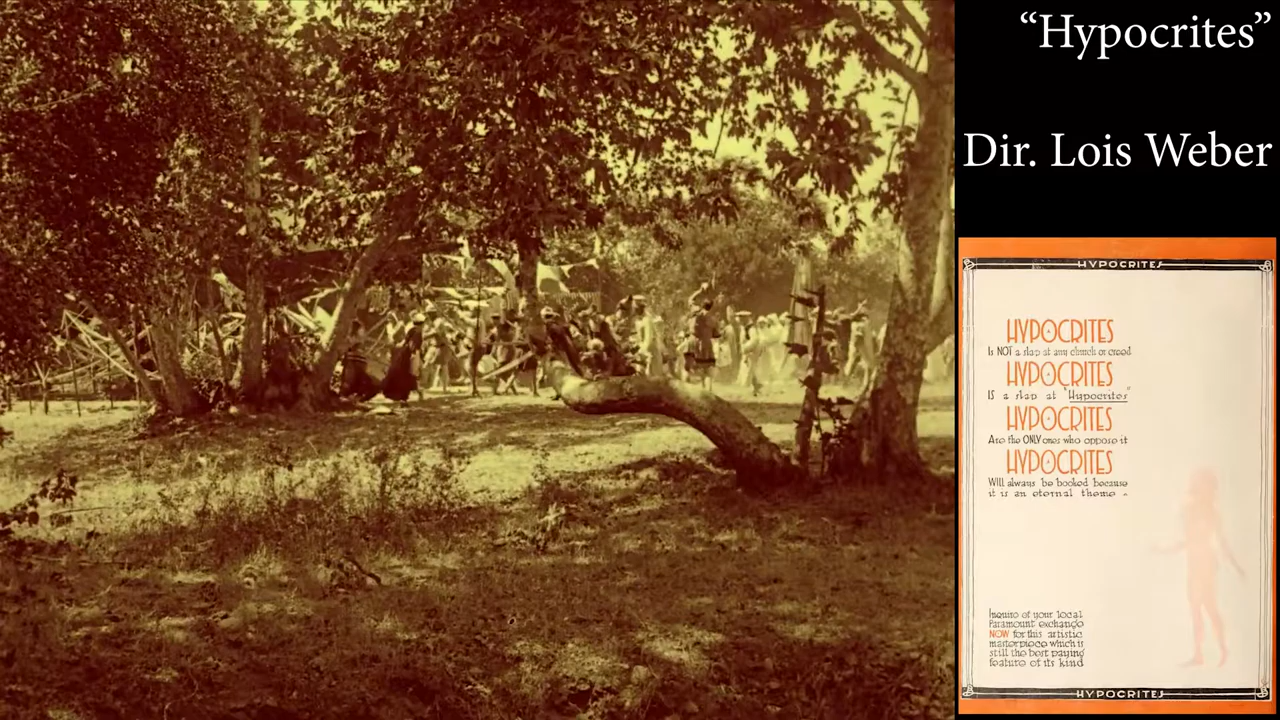 “Hypocrites”
Dir. Lois Weber
HYPOCRITES
HYPOCRITES
Is NOT a slap at any church or creed
HYPOCRITES
IS a slap at "Hypocrites"
HYPOCRITES
Are the ONLY ones who oppose it
HYPOCRITES
WILL always be booked because
it is an eternal theme -
Inquire of your local
Paramount exchange
NOW for this artistic
masterpiece which is
still the best paying
feature of its kind
HYPOCRITES